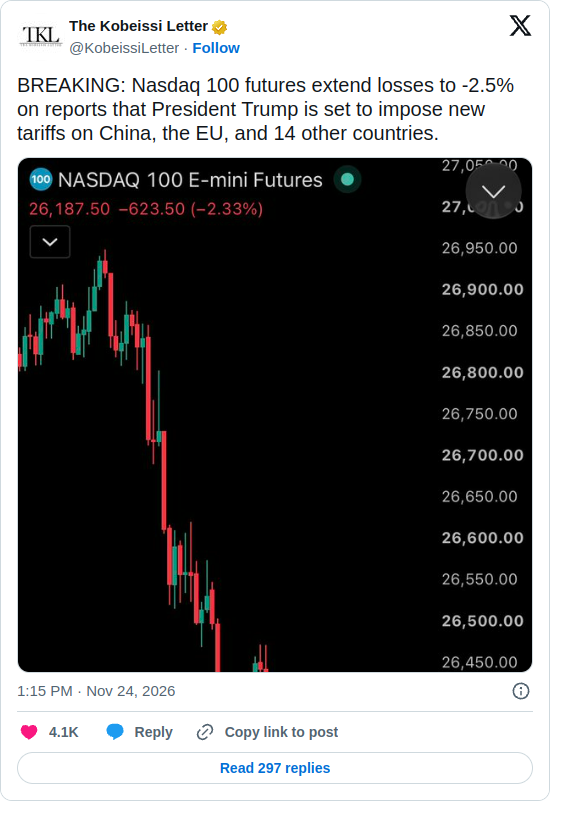 TKL
The Kobeissi Letter
@KobeissiLetter · Follow
BREAKING: Nasdaq 100 futures extend losses to -2.5%
on reports that President Trump is set to impose new
tariffs on China, the EU, and 14 other countries.
100 NASDAQ 100 E-mini Futures
26,187.50 −623.50 (−2.33%)
26,950.00
26,900.00
26,850.00
26,800.00
26,750.00
26,700.00
26,650.00
26,600.00
26,550.00
26,500.00
26,450.00
1:15 PM · Nov 24, 2026
4.1K Reply Copy link to post
Read 297 replies